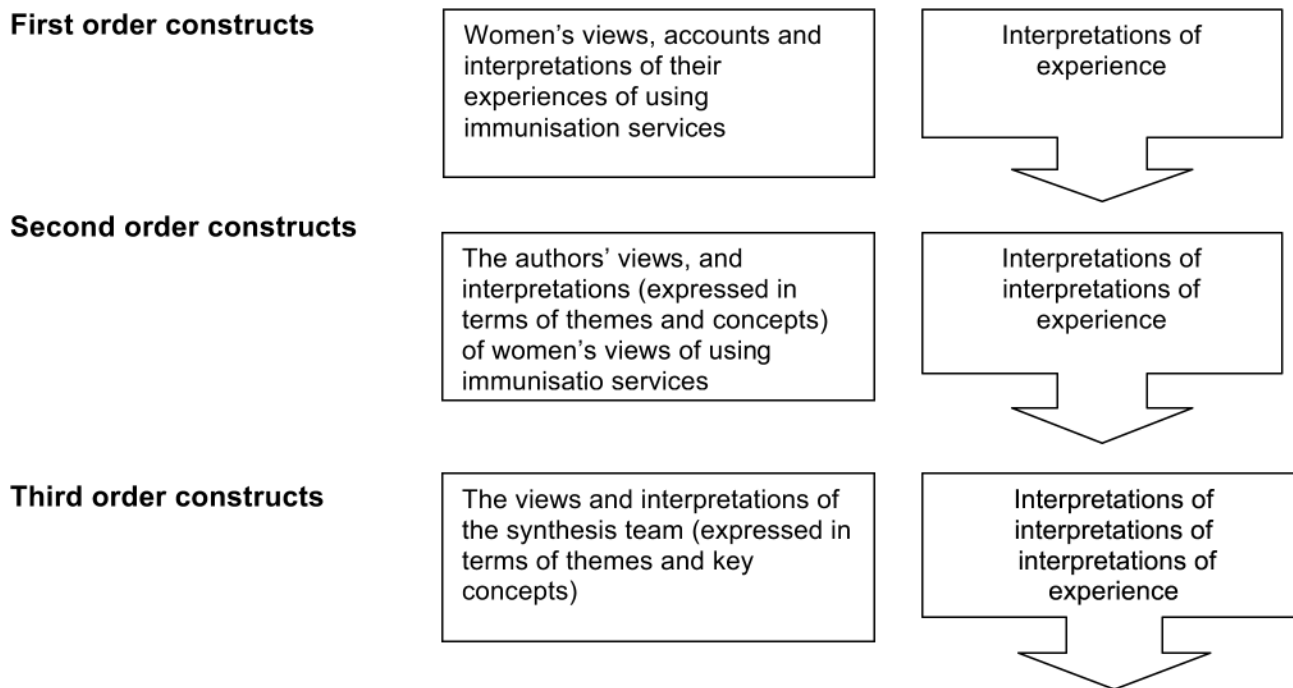 First order constructs
Women’s views, accounts and
interpretations of their
experiences of using
immunisation services
Interpretations of
experience
Second order constructs
The authors’ views, and
interpretations (expressed in
terms of themes and concepts)
of women’s views of using
immunisatio services
Interpretations of
interpretations of
experience
Third order constructs
The views and interpretations of
the synthesis team (expressed in
terms of themes and key
concepts)
Interpretations of
interpretations of
interpretations of
experience